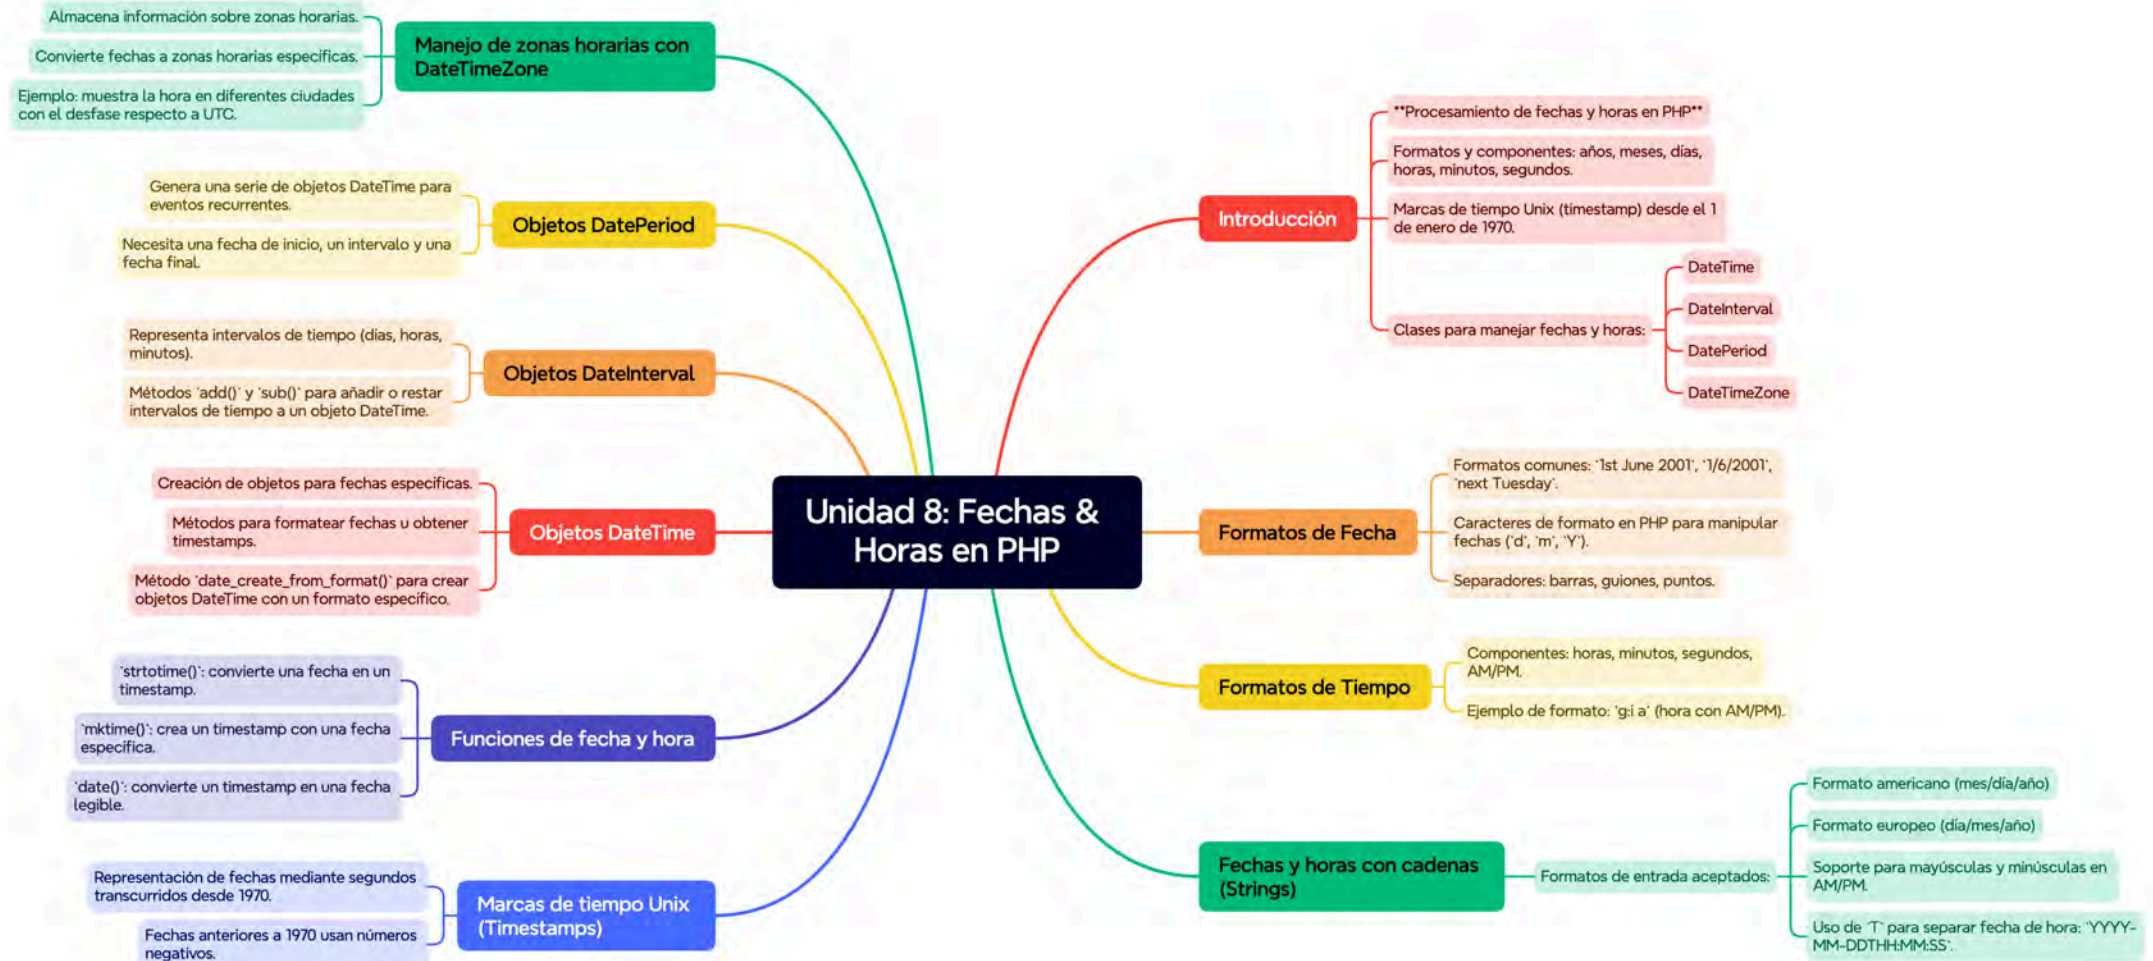 Unidad 8: Fechas &
Horas en PHP
Introducción
**Procesamiento de fechas y horas en PHP**
Formatos y componentes: años, meses, días,
horas, minutos, segundos.
Marcas de tiempo Unix (timestamp) desde el 1
de enero de 1970.
Clases para manejar fechas y horas:
DateTime
DateInterval
DatePeriod
DateTimeZone
Formatos de Fecha
Formatos comunes: `1st June 2001`, `1/6/2001`,
`next Tuesday`.
Caracteres de formato en PHP para manipular
fechas (`d`, `m`, `Y`).
Separadores: barras, guiones, puntos.
Formatos de Tiempo
Componentes: horas, minutos, segundos,
AM/PM.
Ejemplo de formato: `g:i a` (hora con AM/PM).
Fechas y horas con cadenas
(Strings)
Formatos de entrada aceptados:
Formato americano (mes/día/año)
Formato europeo (día/mes/año)
Soporte para mayúsculas y minúsculas en
AM/PM.
Uso de `T` para separar fecha de hora: `YYYY-
MM-DDTHH:MM:SS`.
Manejo de zonas horarias con
DateTimeZone
Almacena información sobre zonas horarias.
Convierte fechas a zonas horarias específicas.
Ejemplo: muestra la hora en diferentes ciudades
con el desfase respecto a UTC.
Objetos DatePeriod
Genera una serie de objetos DateTime para
eventos recurrentes.
Necesita una fecha de inicio, un intervalo y una
fecha final.
Objetos DateInterval
Representa intervalos de tiempo (días, horas,
minutos).
Métodos `add()` y `sub()` para añadir o restar
intervalos de tiempo a un objeto DateTime.
Objetos DateTime
Creación de objetos para fechas específicas.
Métodos para formatear fechas u obtener
timestamps.
Método `date_create_from_format()` para crear
objetos DateTime con un formato específico.
Funciones de fecha y hora
`strtotime()`: convierte una fecha en un
timestamp.
`mktime()`: crea un timestamp con una fecha
específica.
`date()`: convierte un timestamp en una fecha
legible.
Marcas de tiempo Unix
(Timestamps)
Representación de fechas mediante segundos
transcurridos desde 1970.
Fechas anteriores a 1970 usan números
negativos.